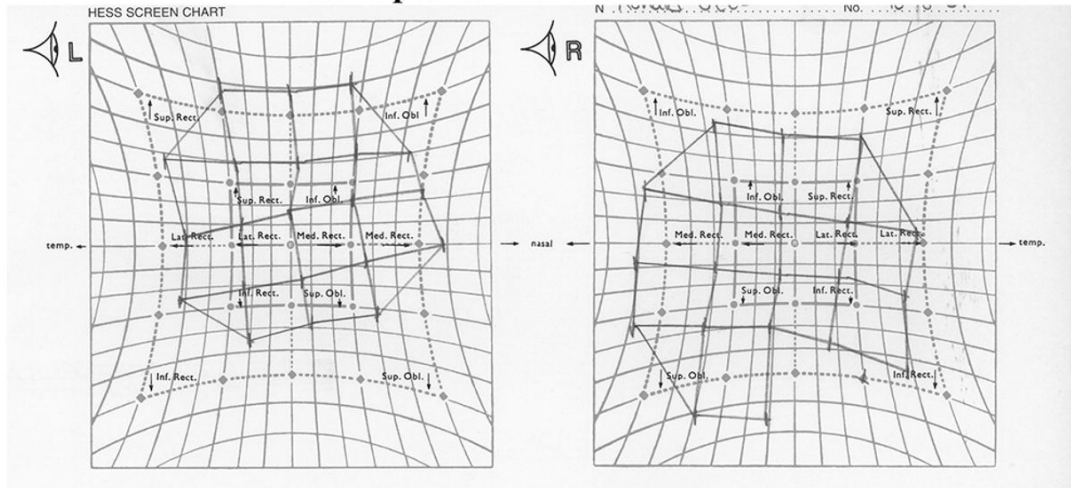 HESS SCREEN CHART
N No.
L
R
Sup. Rect. Inf. Obl
Inf. Obl. Sup. Rect.
Sup. Rect. Inf. Obl.
Inf. Obl. Sup. Rect.
temp. Lat. Rect. Lat. Rect. Med. Rect. Med. Rect. nasal Med. Rect. Med. Rect. Lat. Rect. Lat. Rect. temp.
Inf. Rect. Sup. Obl.
Sup. Obl. Inf. Rect.
Inf. Rect. Sup. Obl.
Sup. Obl. Inf. Rect.